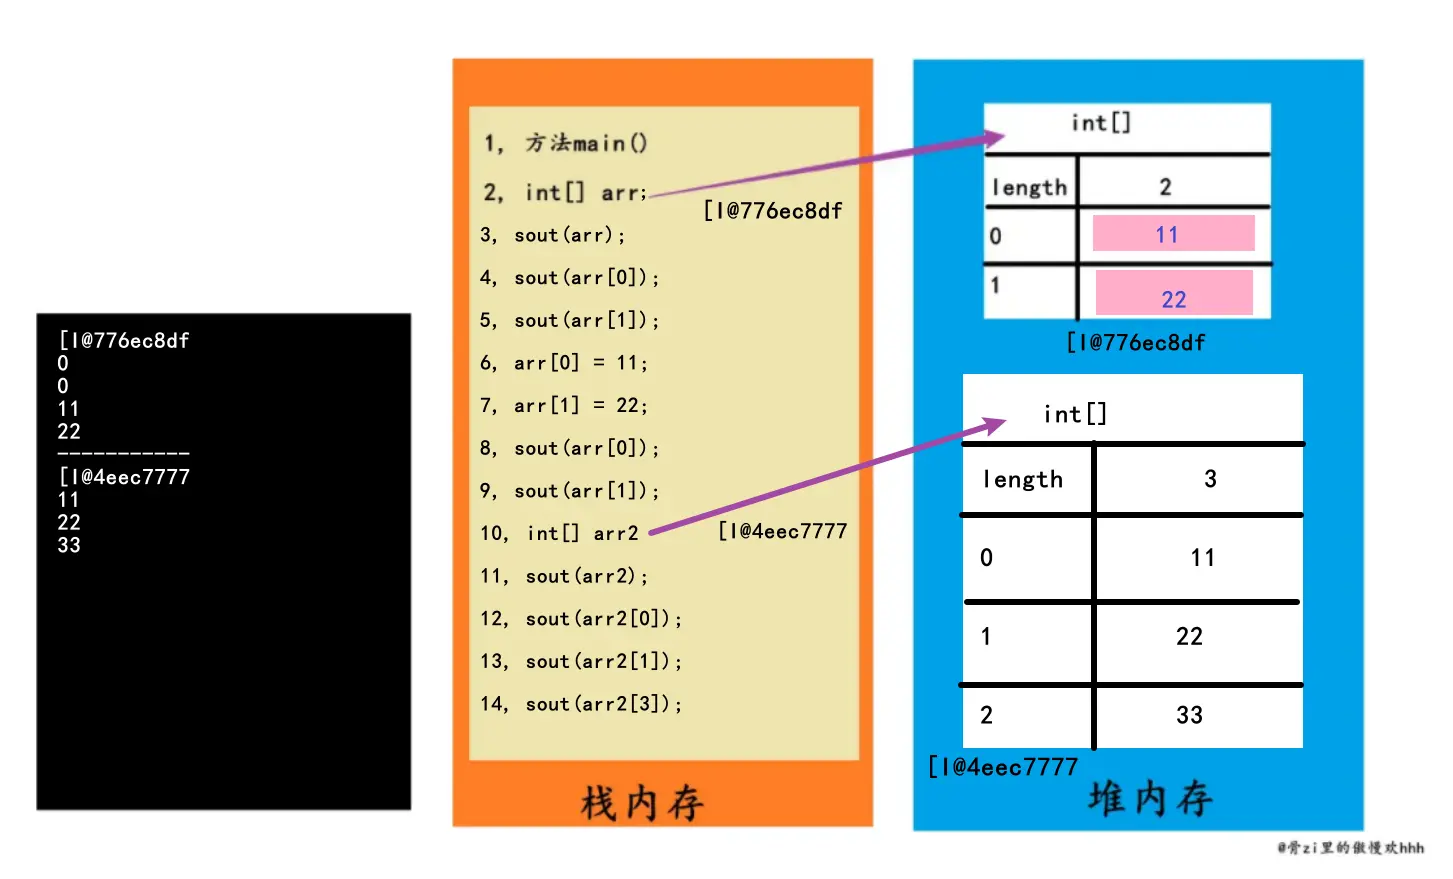 [I@776ec8df
0
0
11
22
-----------
[I@4eec7777
11
22
33
1, 方法main()
2, int[] arr;
[I@776ec8df
3, sout(arr);
4, sout(arr[0]);
5, sout(arr[1]);
6, arr[0] = 11;
7, arr[1] = 22;
8, sout(arr[0]);
9, sout(arr[1]);
10, int[] arr2
[I@4eec7777
11, sout(arr2);
12, sout(arr2[0]);
13, sout(arr2[1]);
14, sout(arr2[3]);
栈内存
int[]
length 2
0 11
1 22
[I@776ec8df
int[]
length 3
0 11
1 22
2 33
[I@4eec7777
堆内存
@骨zi里的傲慢欢hhh